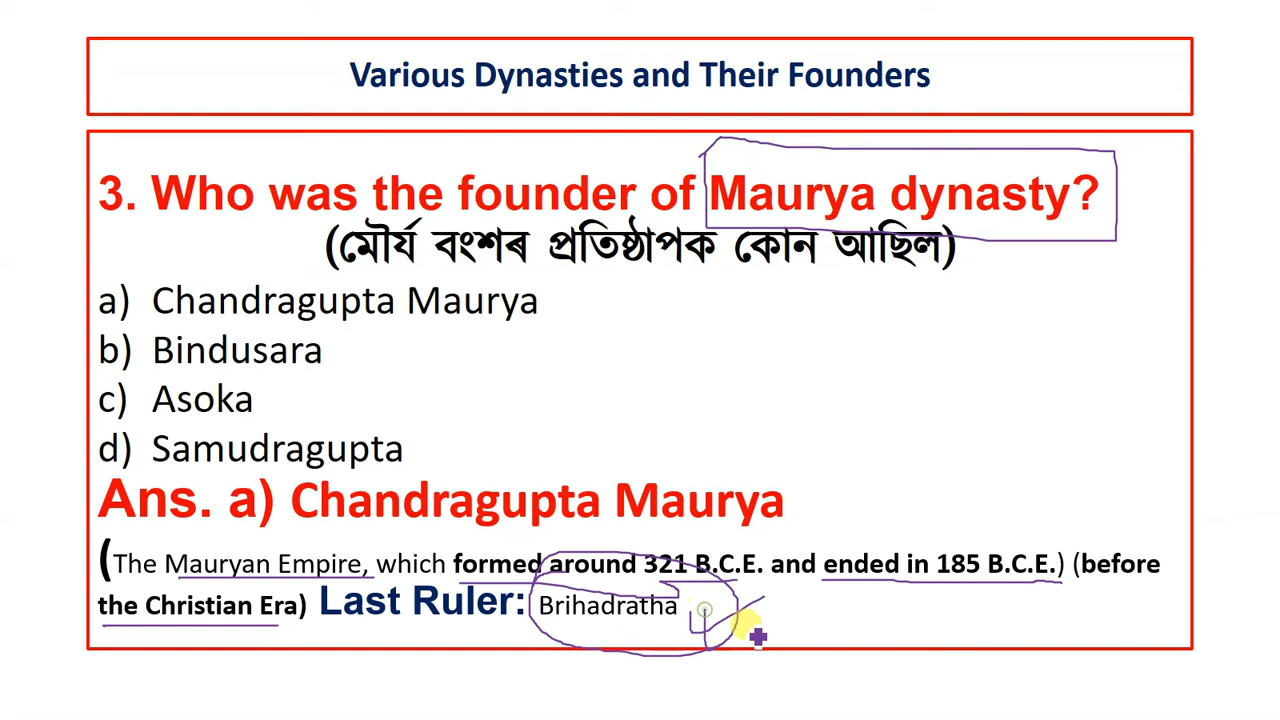 Various Dynasties and Their Founders
3. Who was the founder of Maurya dynasty?
(মৌৰ্য বংশৰ প্ৰতিষ্ঠাপক কোন আছিল)
a) Chandragupta Maurya
b) Bindusara
c) Asoka
d) Samudragupta
Ans. a) Chandragupta Maurya
(The Mauryan Empire, which formed around 321 B.C.E. and ended in 185 B.C.E.) (before
the Christian Era) Last Ruler: Brihadratha